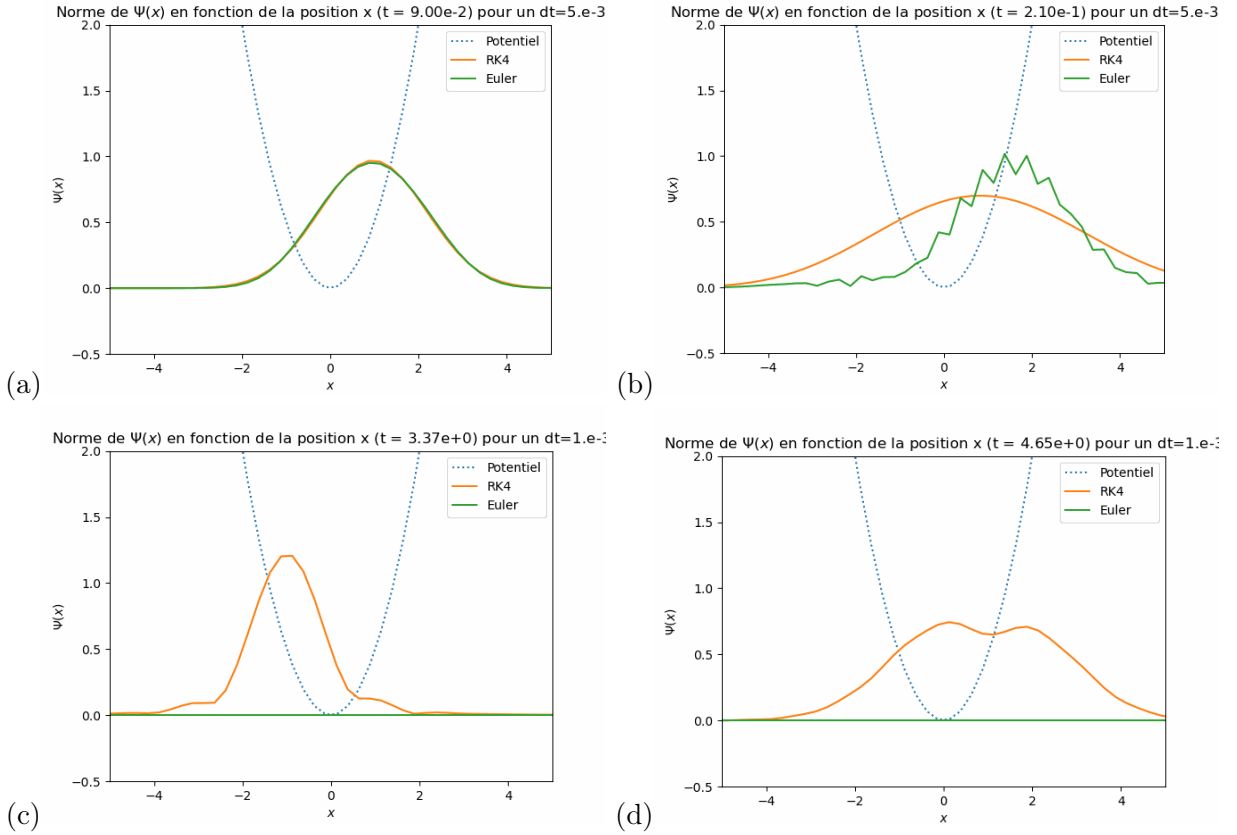 Norme de Ψ(x) en fonction de la position x (t = 9.00e-2) pour un dt=5.e-3
2.0
1.5
1.0
0.5
0.0
−0.5
Ψ(x)
−4 −2 0 2 4
x
Potentiel
RK4
Euler
(a)
Norme de Ψ(x) en fonction de la position x (t = 2.10e-1) pour un dt=5.e-3
2.0
1.5
1.0
0.5
0.0
−0.5
Ψ(x)
−4 −2 0 2 4
x
Potentiel
RK4
Euler
(b)
Norme de Ψ(x) en fonction de la position x (t = 3.37e+0) pour un dt=1.e-3
2.0
1.5
1.0
0.5
0.0
−0.5
Ψ(x)
−4 −2 0 2 4
x
Potentiel
RK4
Euler
(c)
Norme de Ψ(x) en fonction de la position x (t = 4.65e+0) pour un dt=1.e-3
2.0
1.5
1.0
0.5
0.0
−0.5
Ψ(x)
−4 −2 0 2 4
x
Potentiel
RK4
Euler
(d)